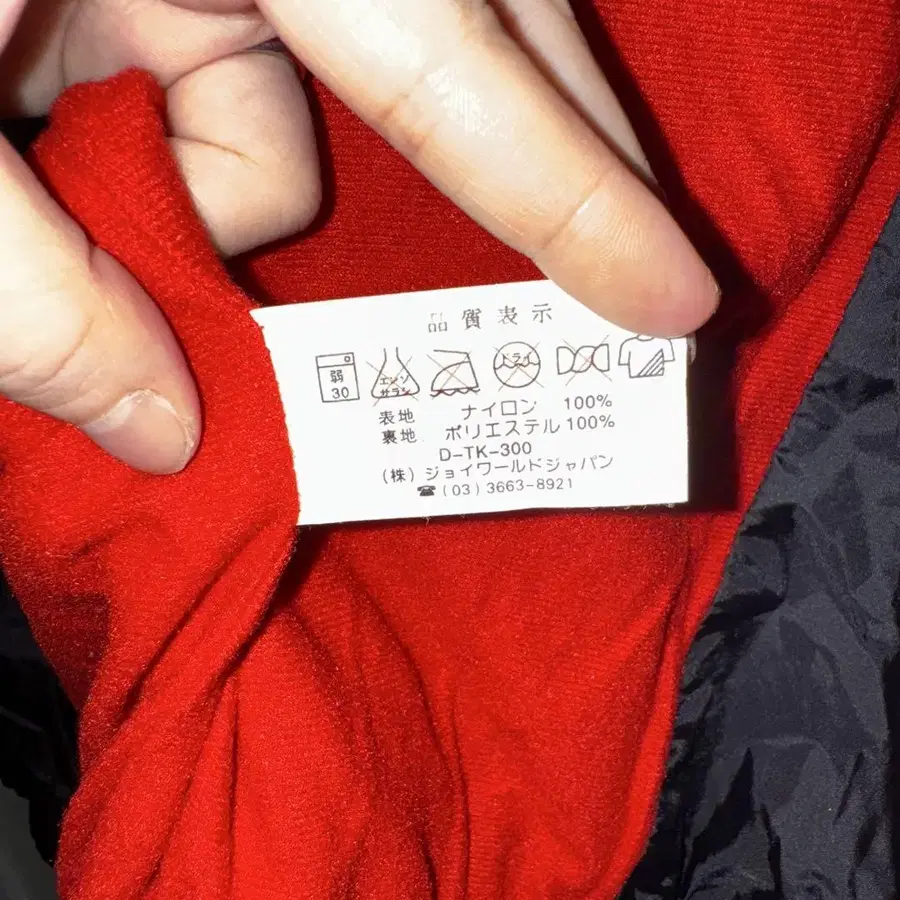 品質表示
弱 30 エンソ サラシ ドライ
表地 ナイロン 100%
裏地 ポリエステル 100%
D-TK-300
(株) ジョイワールドジャパン
☎ (03) 3663-8921